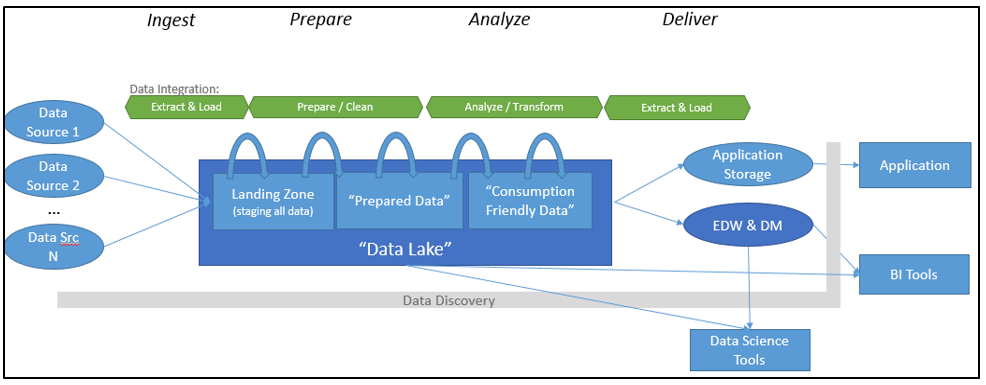 Ingest
Prepare
Analyze
Deliver
Data Integration:
Extract & Load
Prepare / Clean
Analyze / Transform
Extract & Load
Data
Source 1
Data
Source 2
...
Data Src
N
Landing Zone
(staging all data)
“Prepared Data”
“Consumption
Friendly Data”
“Data Lake”
Application
Storage
EDW & DM
Application
BI Tools
Data Discovery
Data Science
Tools